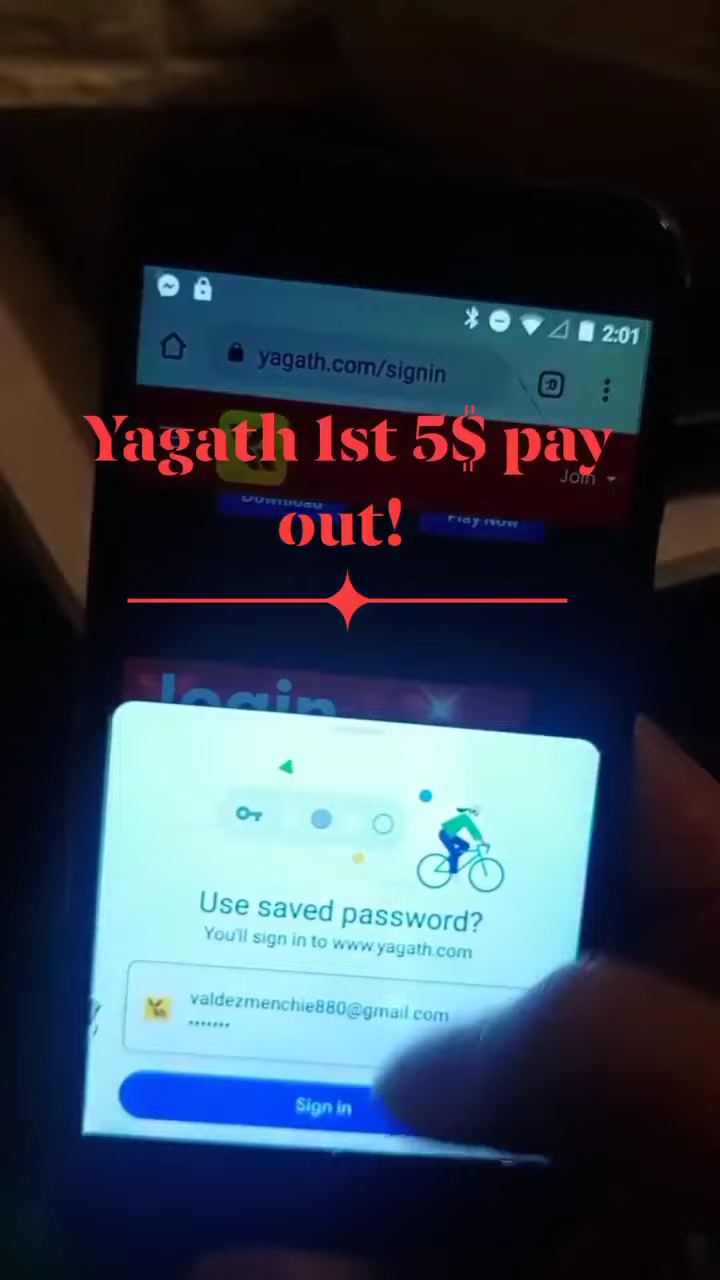 2:01
yagath.com/signin
:D
Yagath 1st 5$ pay
out!
Join
Download
Play Now
login
Use saved password?
You'll sign in to www.yagath.com
valdezmenchie880@gmail.com
•••••••
Sign in